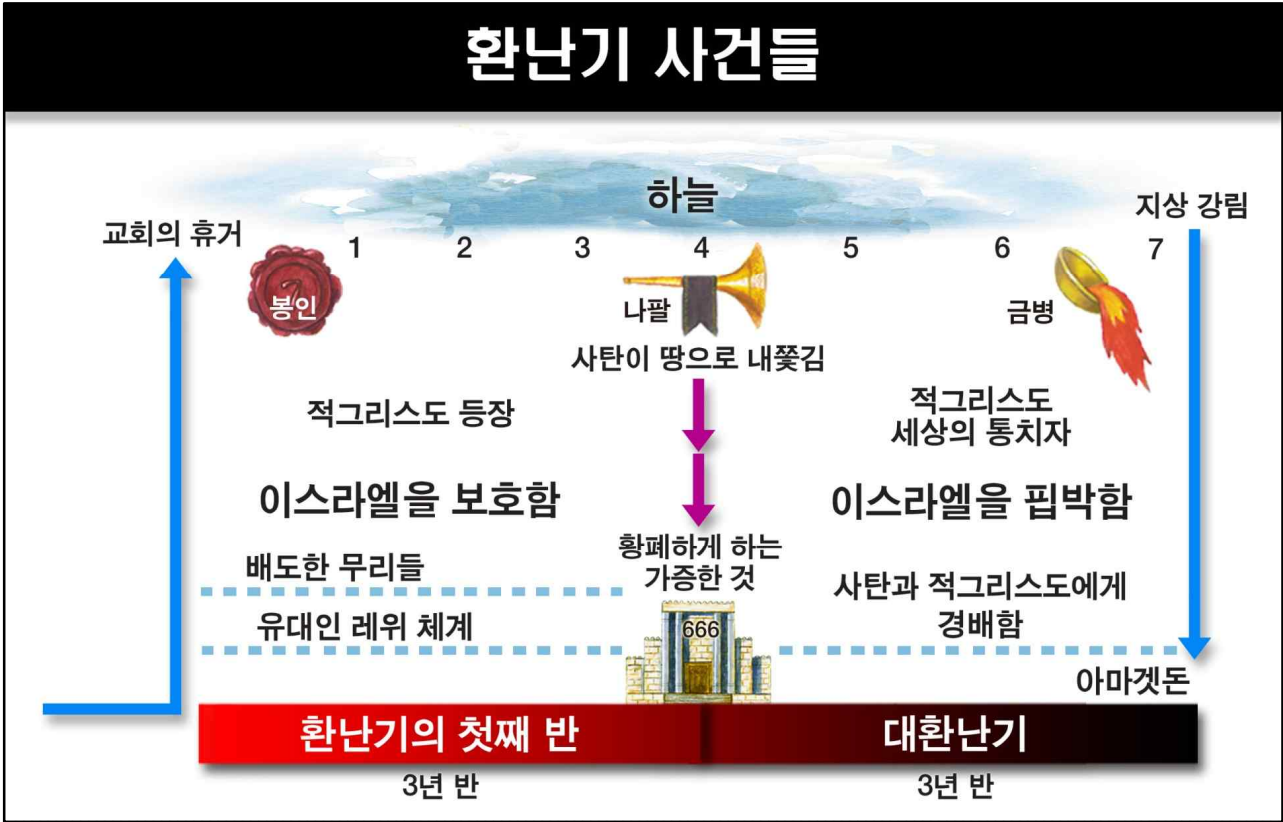 환난기 사건들
하늘
교회의 휴거
지상 강림
1 2 3 4 5 6 7
봉인
나팔
금병
사탄이 땅으로 내쫓김
적그리스도 등장
적그리스도
세상의 통치자
이스라엘을 보호함
이스라엘을 핍박함
황폐하게 하는
가증한 것
배도한 무리들
사탄과 적그리스도에게
경배함
유대인 레위 체계
666
아마겟돈
환난기의 첫째 반
대환난기
3년 반
3년 반